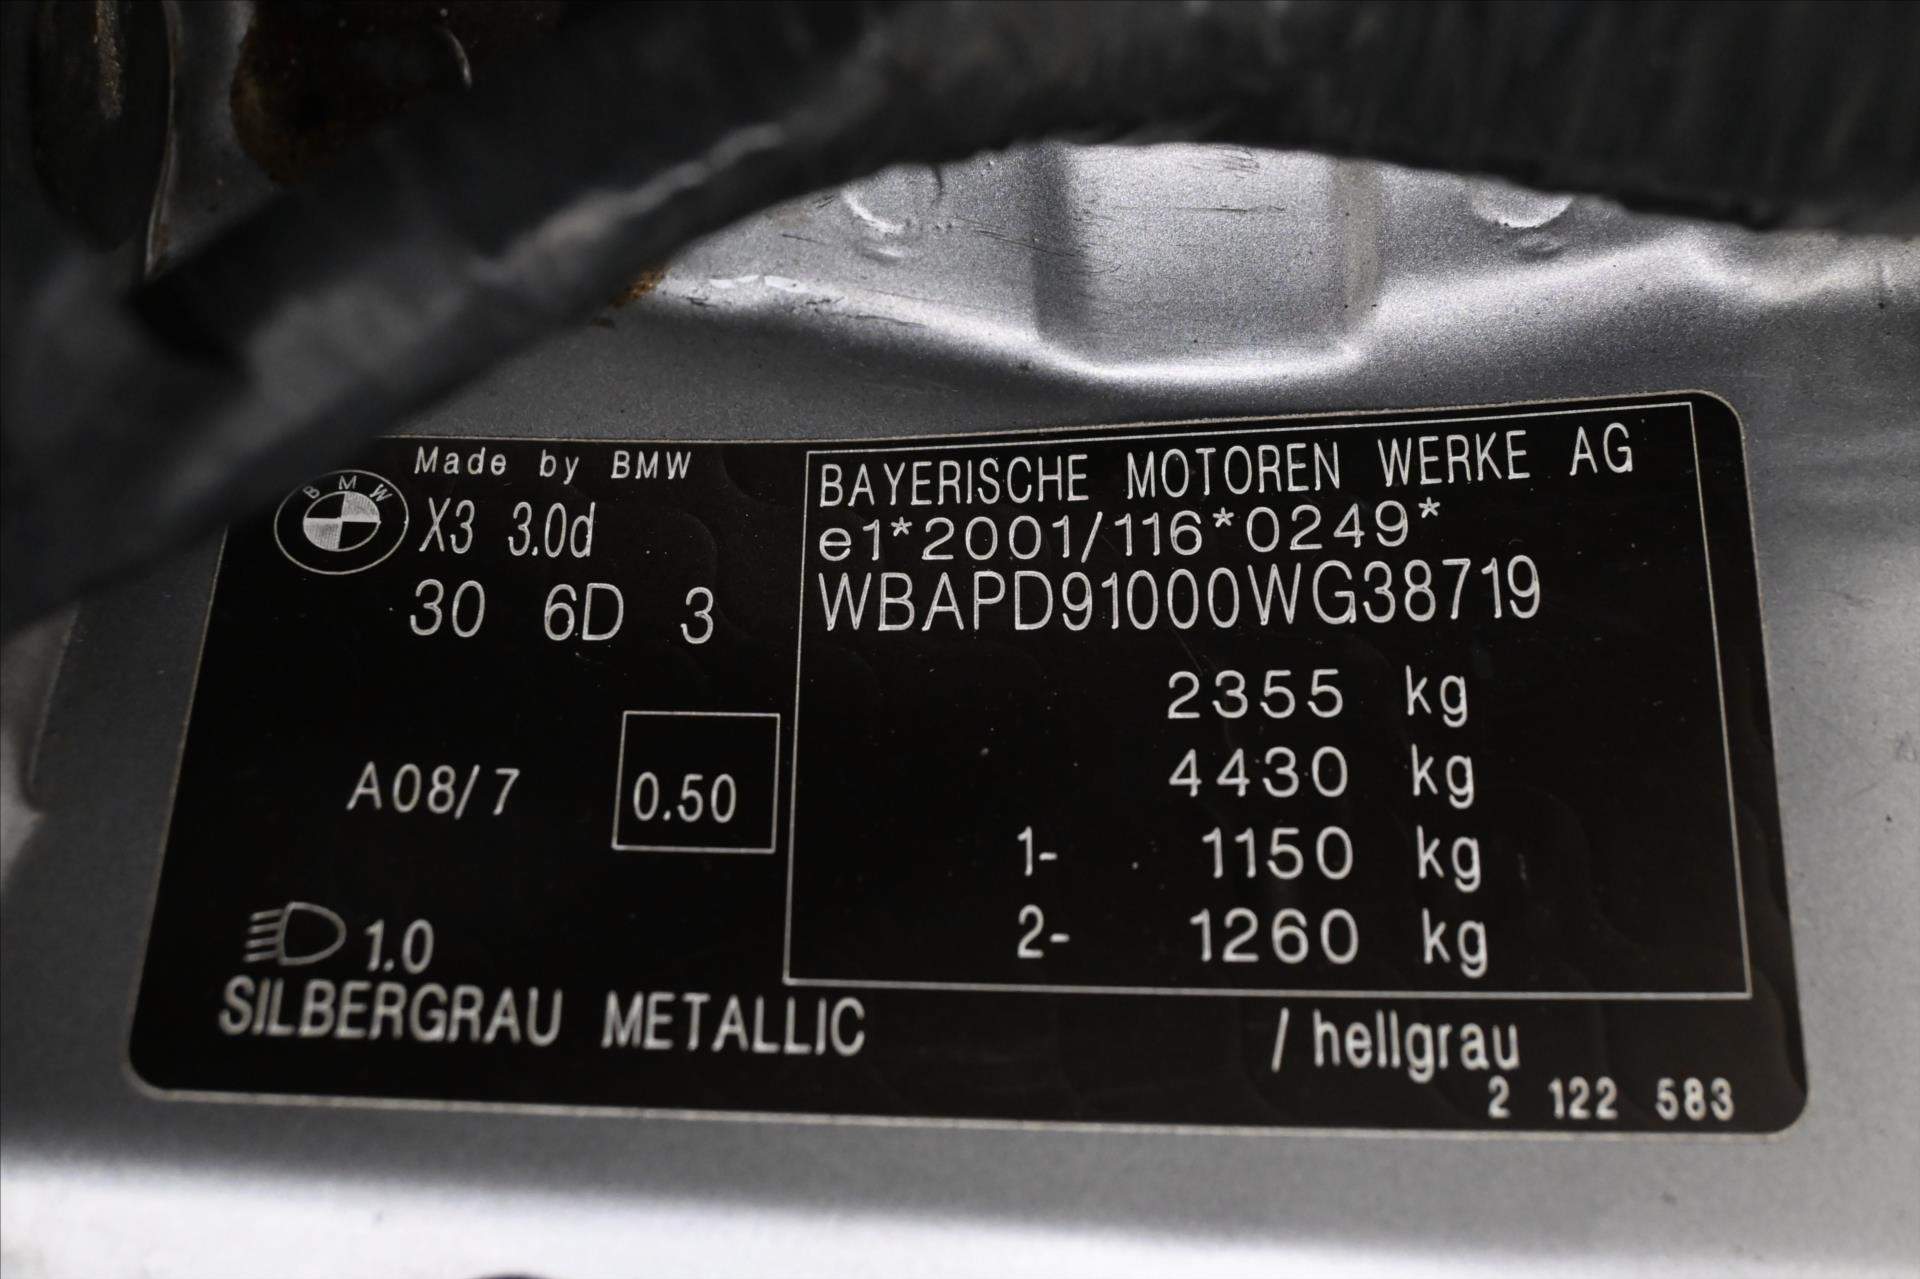 Made by BMW
BMW
X3 3.0d
30 6D 3
A08/7
0.50
1.0
SILBERGRAU METALLIC
BAYERISCHE MOTOREN WERKE AG
e1*2001/116*0249*
WBAPD91000WG38719
2355 kg
4430 kg
1- 1150 kg
2- 1260 kg
/ hellgrau
2 122 583